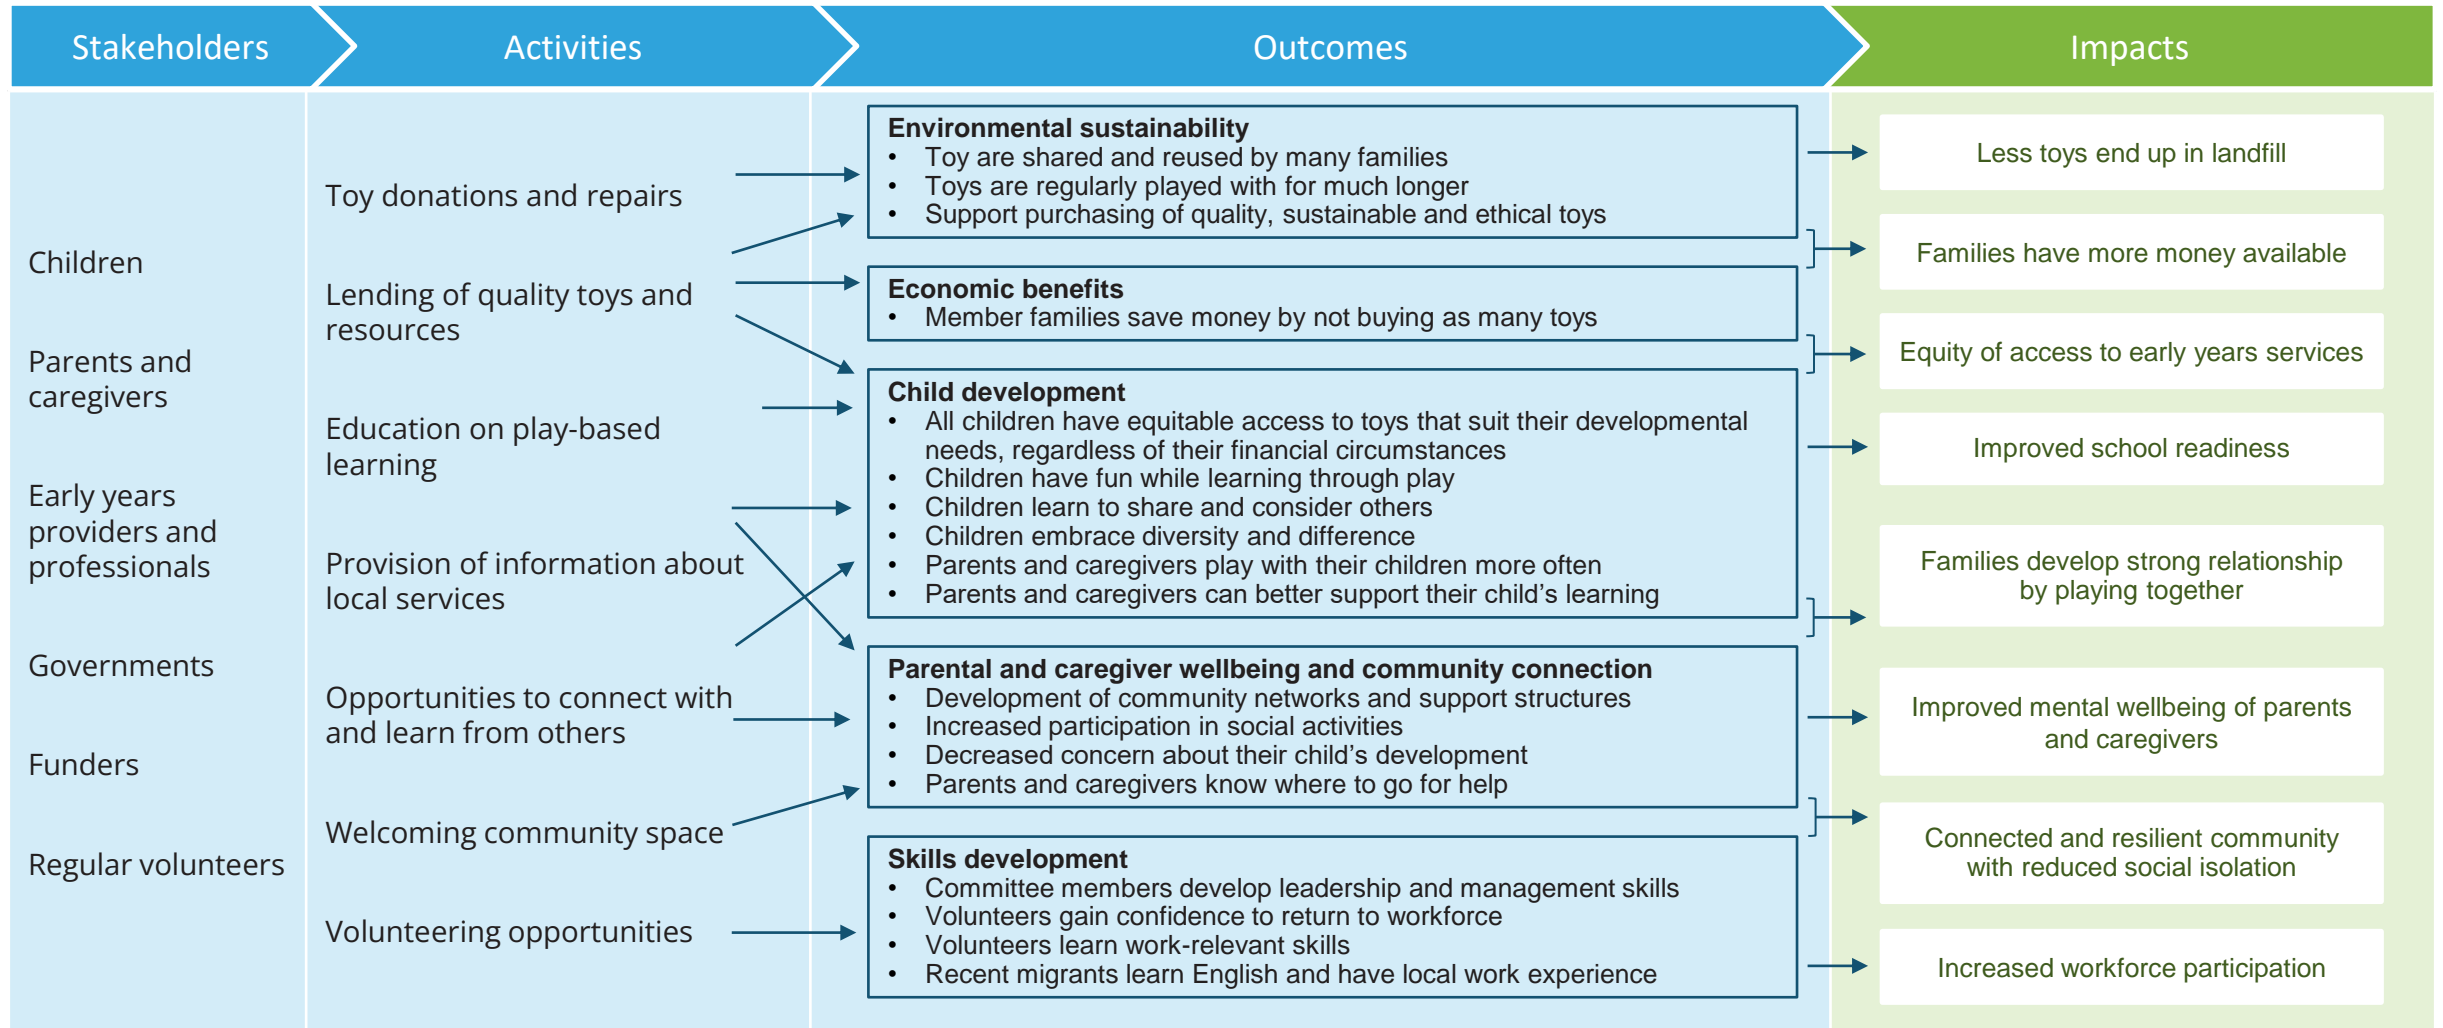 Stakeholders
Activities
Outcomes
Impacts
Children
Parents and
caregivers
Early years
providers and
professionals
Governments
Funders
Regular volunteers
Toy donations and repairs
Lending of quality toys and
resources
Education on play-based
learning
Provision of information about
local services
Opportunities to connect with
and learn from others
Welcoming community space
Volunteering opportunities
Environmental sustainability
• Toy are shared and reused by many families
• Toys are regularly played with for much longer
• Support purchasing of quality, sustainable and ethical toys
Economic benefits
• Member families save money by not buying as many toys
Child development
• All children have equitable access to toys that suit their developmental
needs, regardless of their financial circumstances
• Children have fun while learning through play
• Children learn to share and consider others
• Children embrace diversity and difference
• Parents and caregivers play with their children more often
• Parents and caregivers can better support their child’s learning
Parental and caregiver wellbeing and community connection
• Development of community networks and support structures
• Increased participation in social activities
• Decreased concern about their child’s development
• Parents and caregivers know where to go for help
Skills development
• Committee members develop leadership and management skills
• Volunteers gain confidence to return to workforce
• Volunteers learn work-relevant skills
• Recent migrants learn English and have local work experience
Less toys end up in landfill
Families have more money available
Equity of access to early years services
Improved school readiness
Families develop strong relationship
by playing together
Improved mental wellbeing of parents
and caregivers
Connected and resilient community
with reduced social isolation
Increased workforce participation